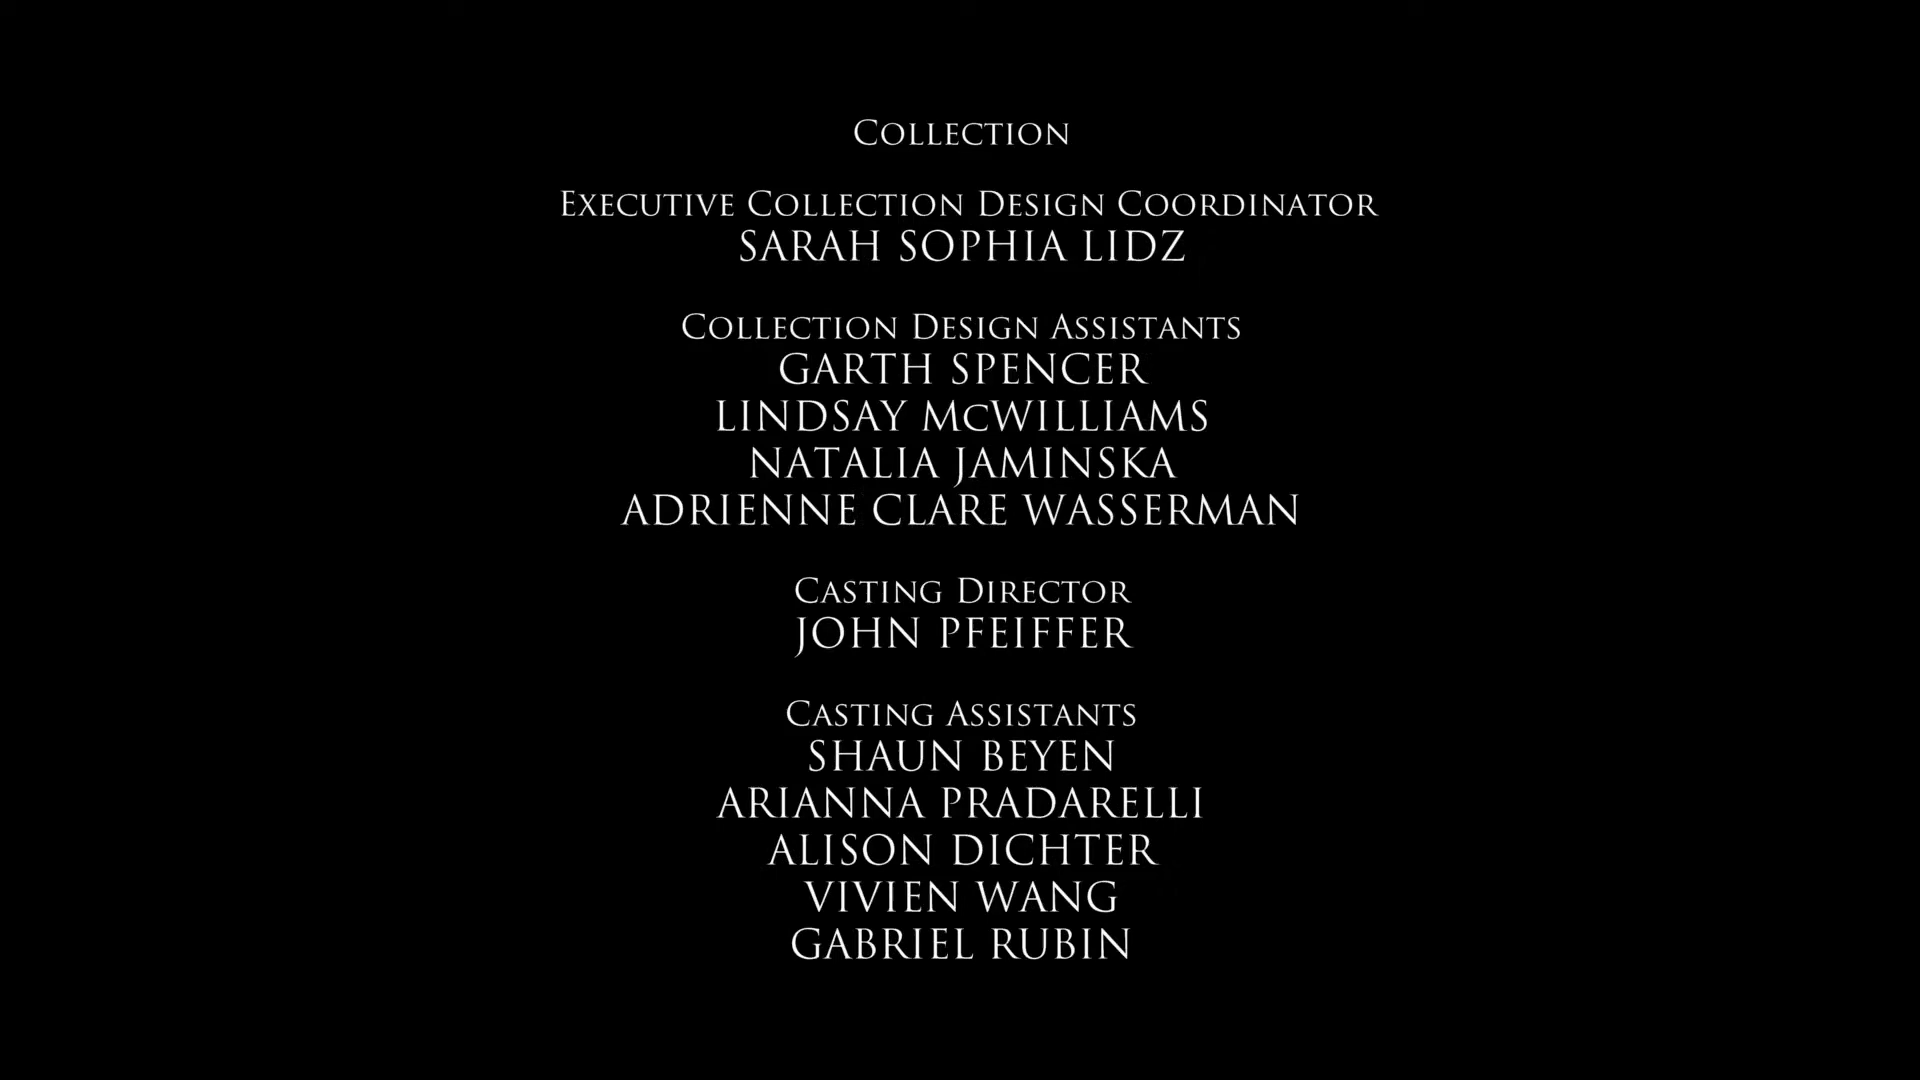 Collection
Executive Collection Design Coordinator
SARAH SOPHIA LIDZ
Collection Design Assistants
GARTH SPENCER
LINDSAY McWILLIAMS
NATALIA JAMINSKA
ADRIENNE CLARE WASSERMAN
Casting Director
JOHN PFEIFFER
Casting Assistants
SHAUN BEYEN
ARIANNA PRADARELLI
ALISON DICHTER
VIVIEN WANG
GABRIEL RUBIN